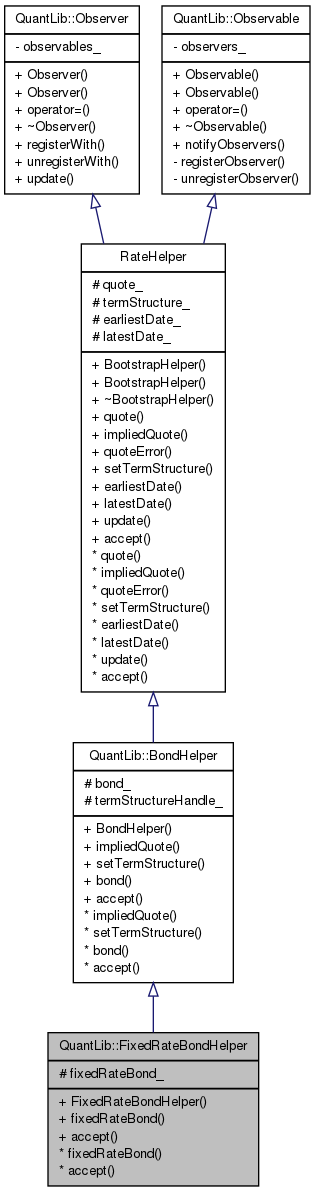 QuantLib::Observer
- observables_
+ Observer()
+ Observer()
+ operator=()
+ ~Observer()
+ registerWith()
+ unregisterWith()
+ update()
QuantLib::Observable
- observers_
+ Observable()
+ Observable()
+ operator=()
+ ~Observable()
+ notifyObservers()
- registerObserver()
- unregisterObserver()
RateHelper
# quote_
# termStructure_
# earliestDate_
# latestDate_
+ BootstrapHelper()
+ BootstrapHelper()
+ ~BootstrapHelper()
+ quote()
+ impliedQuote()
+ quoteError()
+ setTermStructure()
+ earliestDate()
+ latestDate()
+ update()
+ accept()
* quote()
* impliedQuote()
* quoteError()
* setTermStructure()
* earliestDate()
* latestDate()
* update()
* accept()
QuantLib::BondHelper
# bond_
# termStructureHandle_
+ BondHelper()
+ impliedQuote()
+ setTermStructure()
+ bond()
+ accept()
* impliedQuote()
* setTermStructure()
* bond()
* accept()
QuantLib::FixedRateBondHelper
# fixedRateBond_
+ FixedRateBondHelper()
+ fixedRateBond()
+ accept()
* fixedRateBond()
* accept()